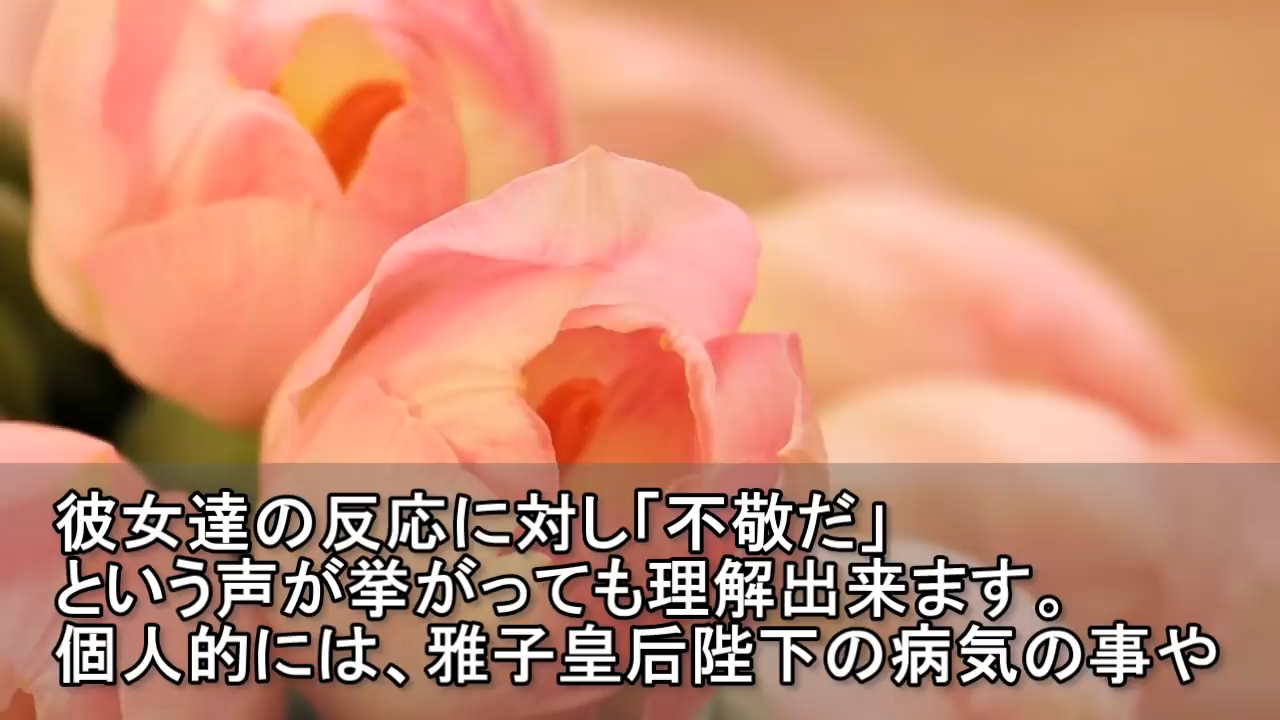 彼女達の反応に対し「不敬だ」
という声が挙がっても理解出来ます。
個人的には、雅子皇后陛下の病気の事や